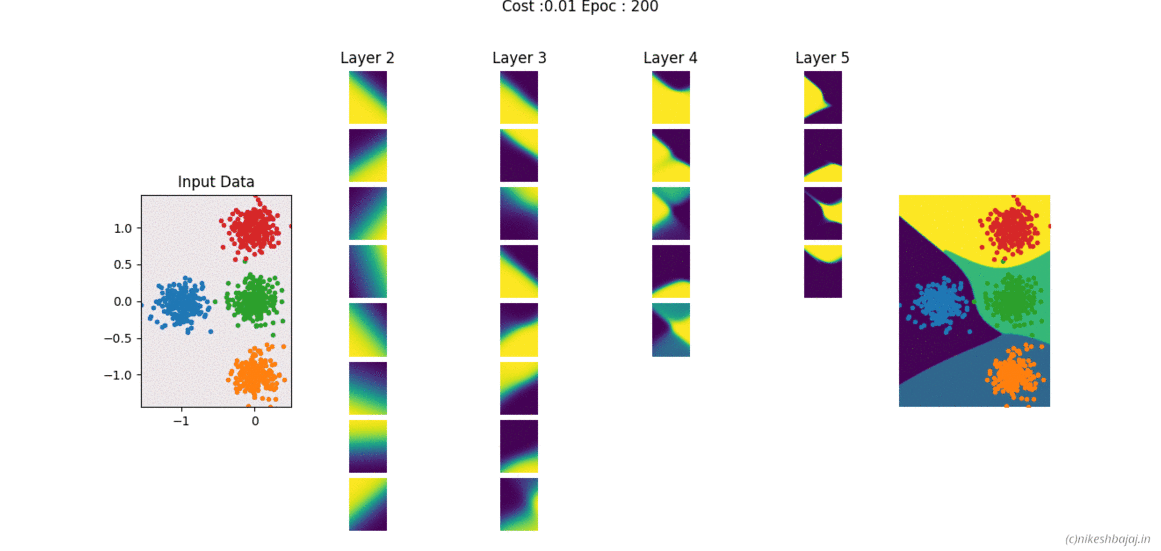 Cost :0.01 Epoc : 200
Layer 2
Layer 3
Layer 4
Layer 5
Input Data
1.0
0.5
0.0
−0.5
−1.0
−1 0
(c)nikeshbajaj.in